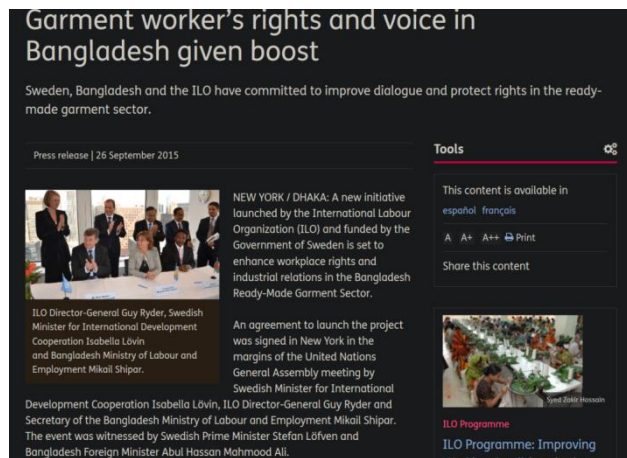 Garment worker's rights and voice in
Bangladesh given boost
Sweden, Bangladesh and the ILO have committed to improve dialogue and protect rights in the ready-
made garment sector.
Press release | 26 September 2015
NEW YORK / DHAKA: A new initiative
launched by the International Labour
Organization (ILO) and funded by the
Government of Sweden is set to
enhance workplace rights and
industrial relations in the Bangladesh
Ready-Made Garment Sector.
ILO Director-General Guy Ryder, Swedish
Minister for International Development
Cooperation Isabella Lövin
and Bangladesh Ministry of Labour and
Employment Mikail Shipar.
An agreement to launch the project
was signed in New York in the
margins of the United Nations
General Assembly meeting by
Swedish Minister for International
Development Cooperation Isabella Lövin, ILO Director-General Guy Ryder and
Secretary of the Bangladesh Ministry of Labour and Employment Mikail Shipar.
The event was witnessed by Swedish Prime Minister Stefan Löfven and
Bangladesh Foreign Minister Abul Hassan Mahmood Ali.
Tools
This content is available in
español français
A A+ A++ Print
Share this content
Syed Zakir Hossain
ILO Programme
ILO Programme: Improving